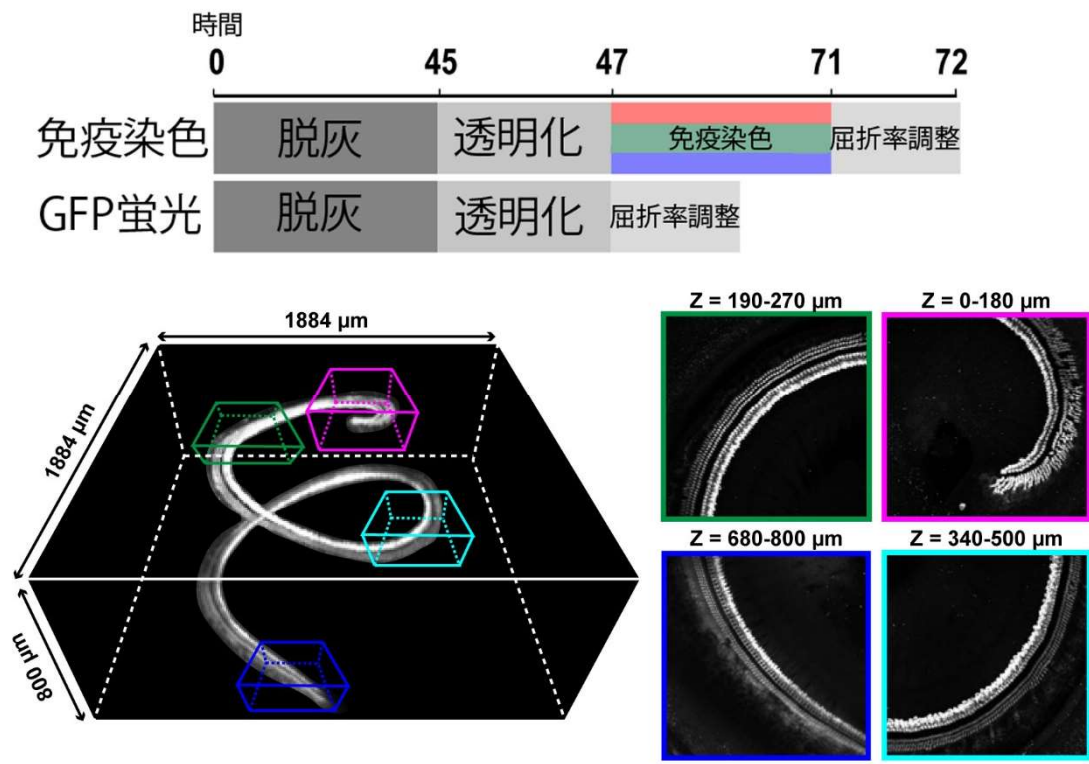 時間
0 45 47 71 72
免疫染色 脱灰 透明化 免疫染色 屈折率調整
GFP蛍光 脱灰 透明化 屈折率調整
1884 µm
1884 µm
800 µm
Z = 190-270 µm
Z = 0-180 µm
Z = 680-800 µm
Z = 340-500 µm